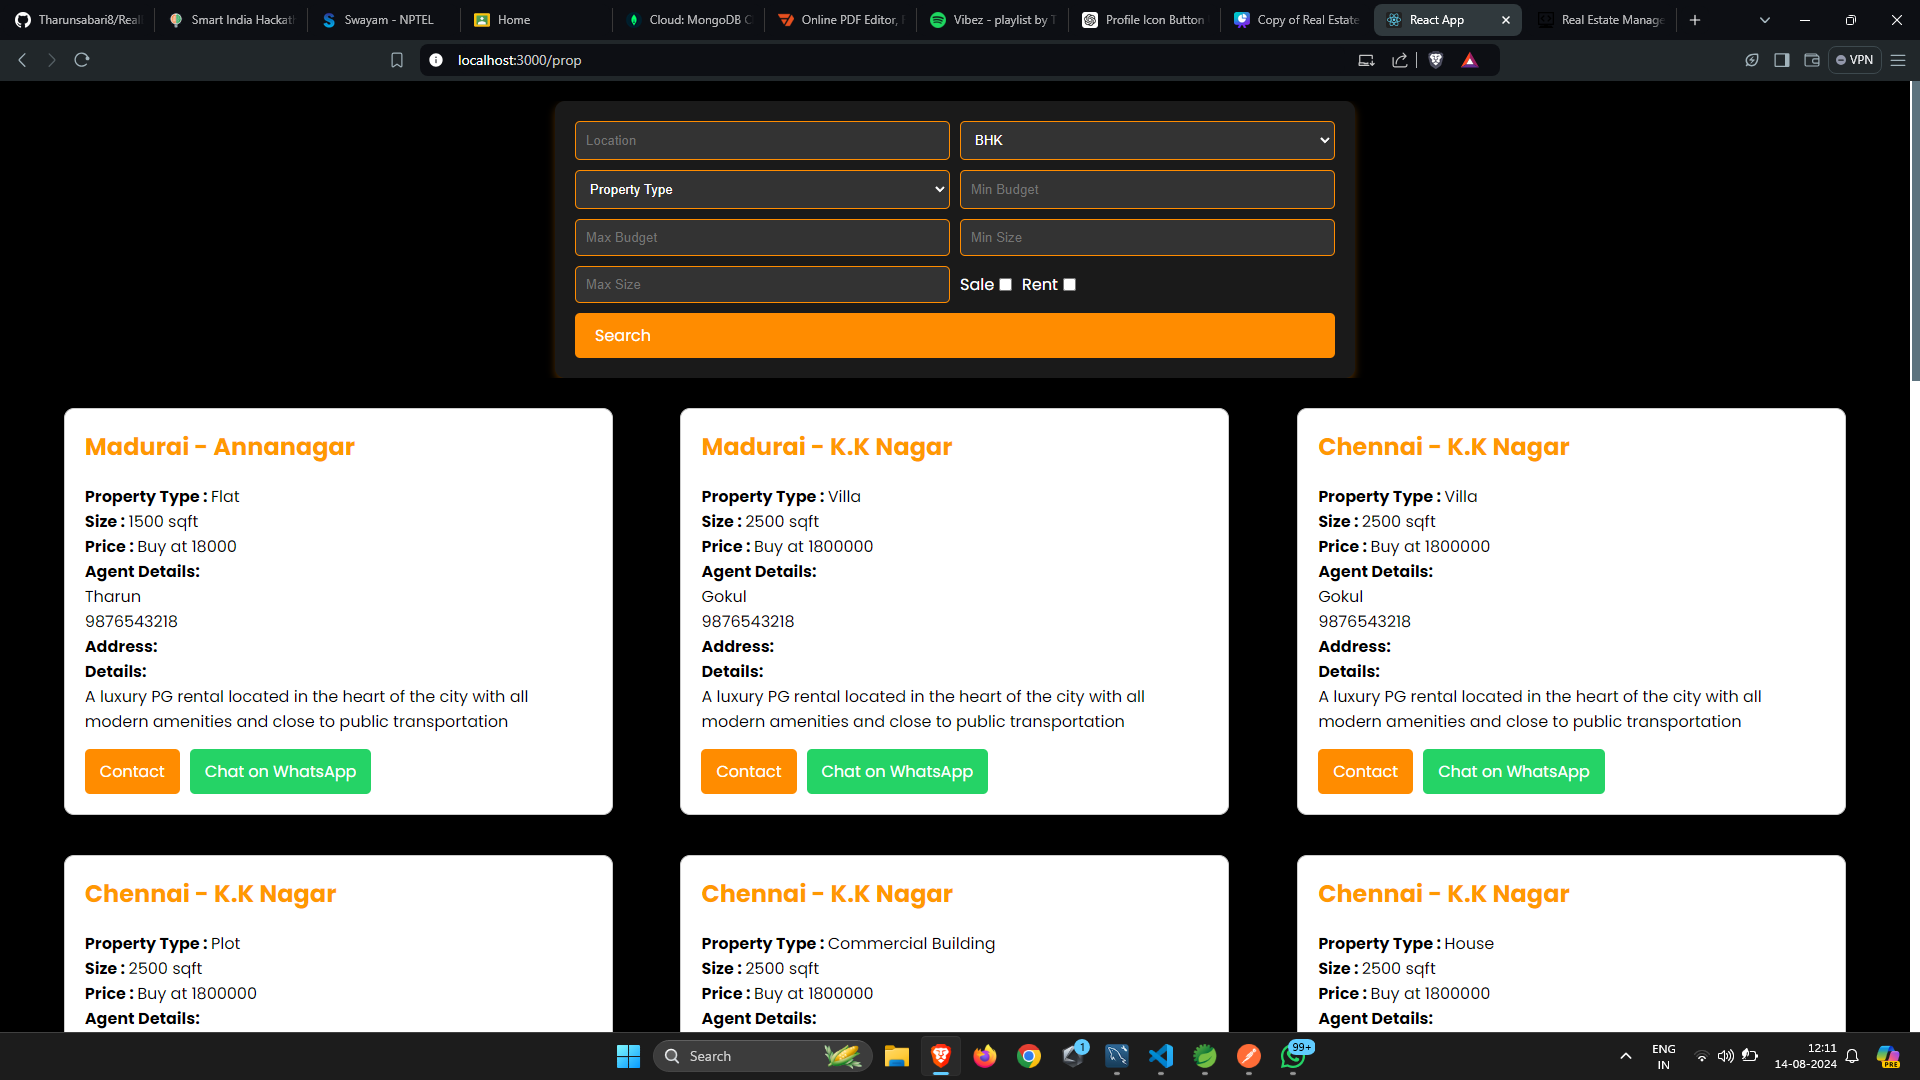 Tharunsabari8/Real
Smart India Hackat
Swayam - NPTEL
Home
Cloud: MongoDB C
Online PDF Editor,
Vibez - playlist by T
Profile Icon Button
Copy of Real Estate
React App
Real Estate Manage
localhost:3000/prop
VPN
Location
BHK
Property Type
Min Budget
Max Budget
Min Size
Max Size
Sale
Rent
Search
Madurai - Annanagar
Property Type : Flat
Size : 1500 sqft
Price : Buy at 18000
Agent Details:
Tharun
9876543218
Address:
Details:
A luxury PG rental located in the heart of the city with all
modern amenities and close to public transportation
Contact
Chat on WhatsApp
Madurai - K.K Nagar
Property Type : Villa
Size : 2500 sqft
Price : Buy at 1800000
Agent Details:
Gokul
9876543218
Address:
Details:
A luxury PG rental located in the heart of the city with all
modern amenities and close to public transportation
Contact
Chat on WhatsApp
Chennai - K.K Nagar
Property Type : Villa
Size : 2500 sqft
Price : Buy at 1800000
Agent Details:
Gokul
9876543218
Address:
Details:
A luxury PG rental located in the heart of the city with all
modern amenities and close to public transportation
Contact
Chat on WhatsApp
Chennai - K.K Nagar
Property Type : Plot
Size : 2500 sqft
Price : Buy at 1800000
Agent Details:
Chennai - K.K Nagar
Property Type : Commercial Building
Size : 2500 sqft
Price : Buy at 1800000
Agent Details:
Chennai - K.K Nagar
Property Type : House
Size : 2500 sqft
Price : Buy at 1800000
Agent Details:
Search
1
99+
ENG
IN
12:11
14-08-2024
PRE